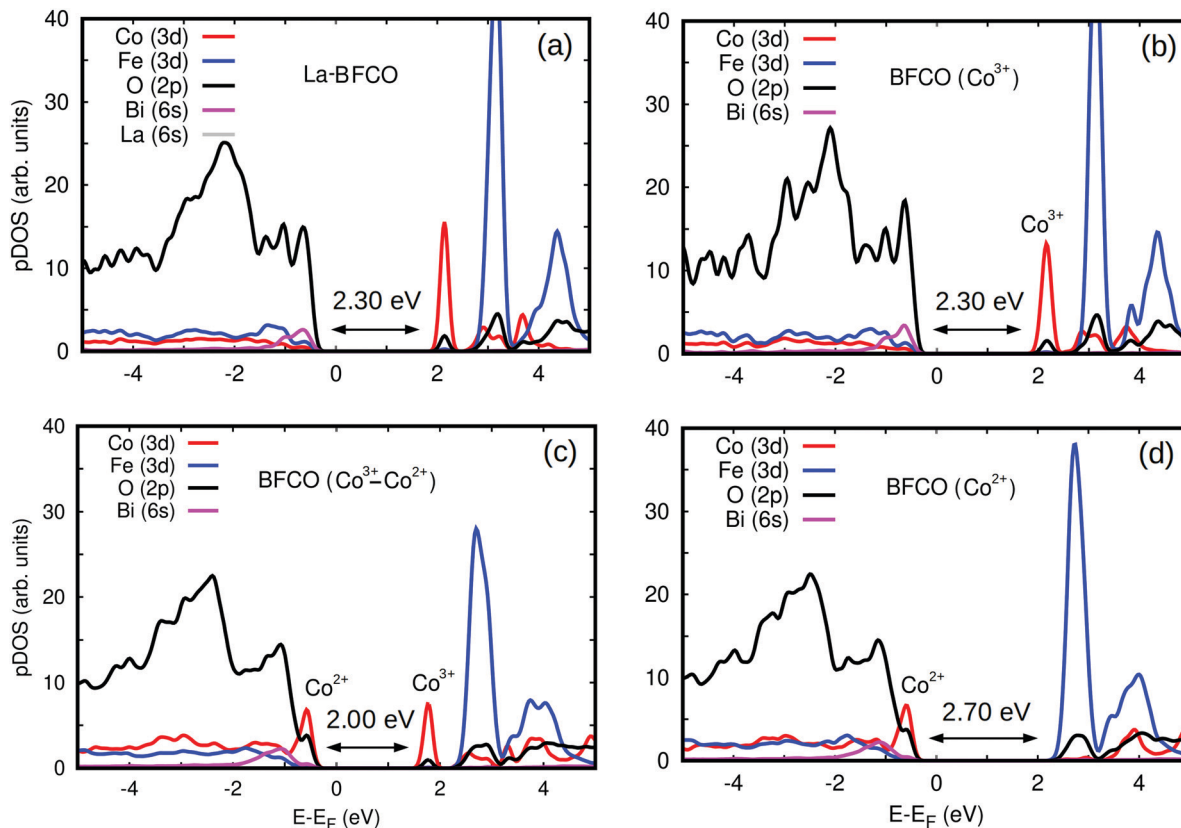 40
30
20
10
0
pDOS (arb. units)
Co (3d)
Fe (3d)
O (2p)
Bi (6s)
La (6s)
La-BFCO
(a)
2.30 eV
-4 -2 0 2 4
40
30
20
10
0
Co (3d)
Fe (3d)
O (2p)
Bi (6s)
BFCO (Co³⁺)
(b)
Co³⁺
2.30 eV
-4 -2 0 2 4
40
30
20
10
0
pDOS (arb. units)
Co (3d)
Fe (3d)
O (2p)
Bi (6s)
BFCO (Co³⁺–Co²⁺)
(c)
Co²⁺
Co³⁺
2.00 eV
-4 -2 0 2 4
E-E_F (eV)
40
30
20
10
0
Co (3d)
Fe (3d)
O (2p)
Bi (6s)
BFCO (Co²⁺)
(d)
Co²⁺
2.70 eV
-4 -2 0 2 4
E-E_F (eV)